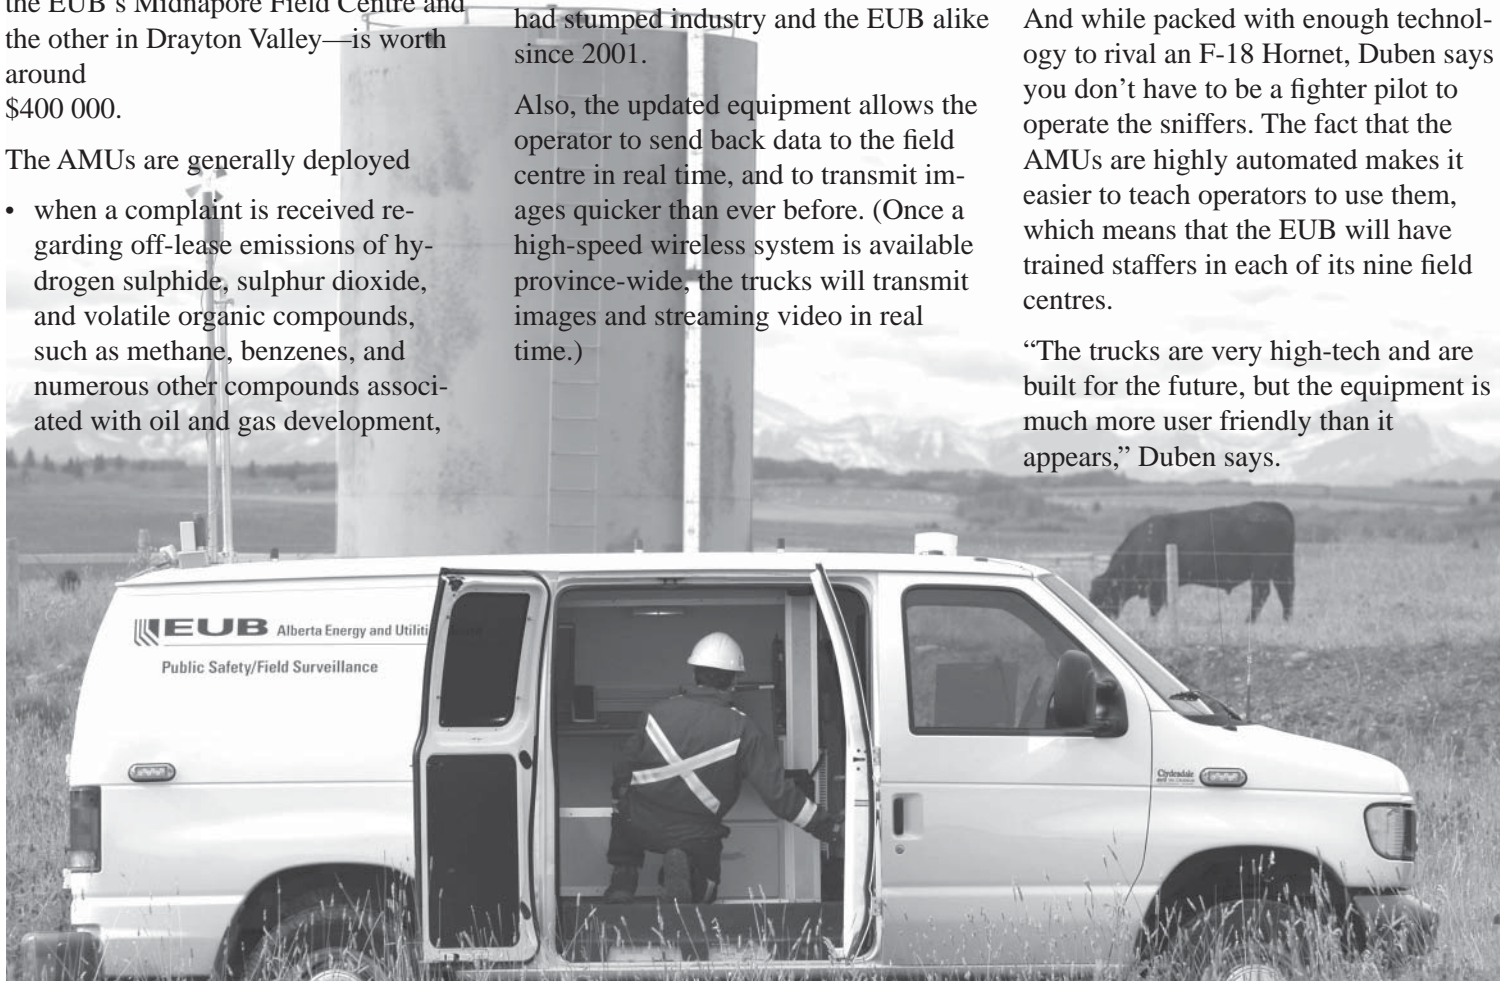 the EUB's Midnapore Field Centre and
the other in Drayton Valley—is worth
around
$400 000.
The AMUs are generally deployed
• when a complaint is received re-
garding off-lease emissions of hy-
drogen sulphide, sulphur dioxide,
and volatile organic compounds,
such as methane, benzenes, and
numerous other compounds associ-
ated with oil and gas development,
had stumped industry and the EUB alike
since 2001.
Also, the updated equipment allows the
operator to send back data to the field
centre in real time, and to transmit im-
ages quicker than ever before. (Once a
high-speed wireless system is available
province-wide, the trucks will transmit
images and streaming video in real
time.)
And while packed with enough technol-
ogy to rival an F-18 Hornet, Duben says
you don't have to be a fighter pilot to
operate the sniffers. The fact that the
AMUs are highly automated makes it
easier to teach operators to use them,
which means that the EUB will have
trained staffers in each of its nine field
centres.
“The trucks are very high-tech and are
built for the future, but the equipment is
much more user friendly than it
appears,” Duben says.
EUB Alberta Energy and Utiliti
Public Safety/Field Surveillance
Clydesdale